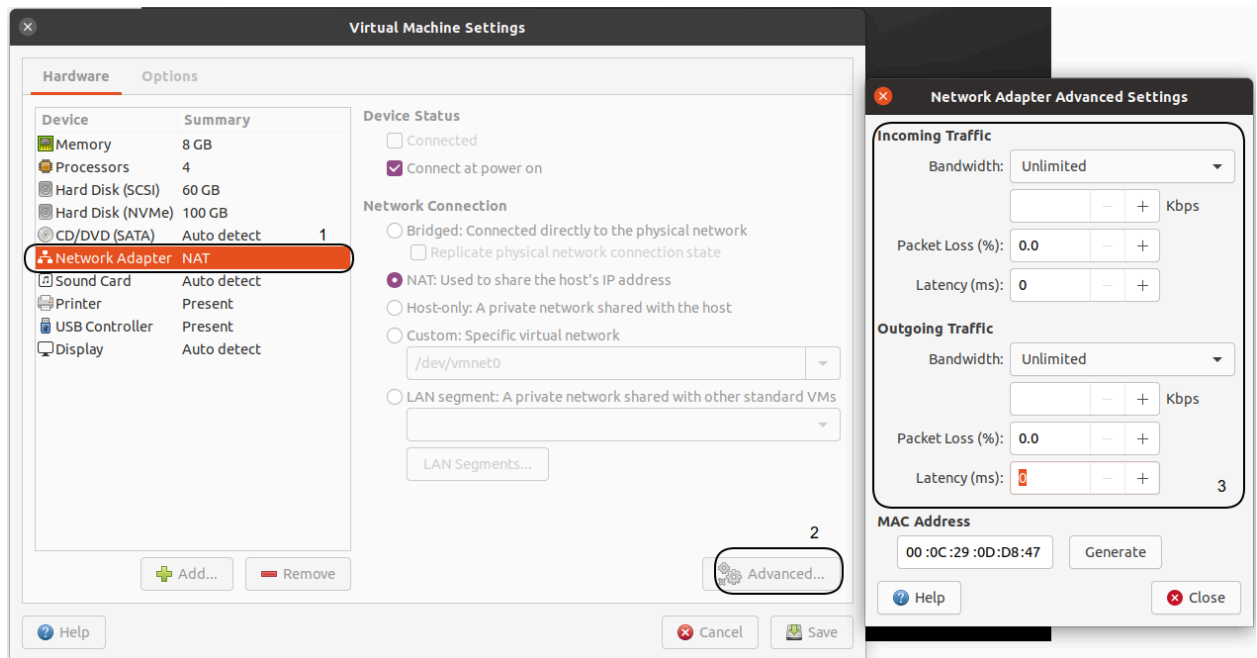 Virtual Machine Settings
Hardware Options
Device Summary
Memory 8 GB
Processors 4
Hard Disk (SCSI) 60 GB
Hard Disk (NVMe) 100 GB
CD/DVD (SATA) Auto detect 1
Network Adapter NAT
Sound Card Auto detect
Printer Present
USB Controller Present
Display Auto detect
Add... Remove
Device Status
Connected
Connect at power on
Network Connection
Bridged: Connected directly to the physical network
Replicate physical network connection state
NAT: Used to share the host's IP address
Host-only: A private network shared with the host
Custom: Specific virtual network
/dev/vmnet0
LAN segment: A private network shared with other standard VMs
LAN Segments...
2
Advanced...
Help Cancel Save
Network Adapter Advanced Settings
Incoming Traffic
Bandwidth: Unlimited
Kbps
Packet Loss (%): 0.0
Latency (ms): 0
Outgoing Traffic
Bandwidth: Unlimited
Kbps
Packet Loss (%): 0.0
Latency (ms): 0
3
MAC Address
00:0C:29:0D:D8:47 Generate
Help Close